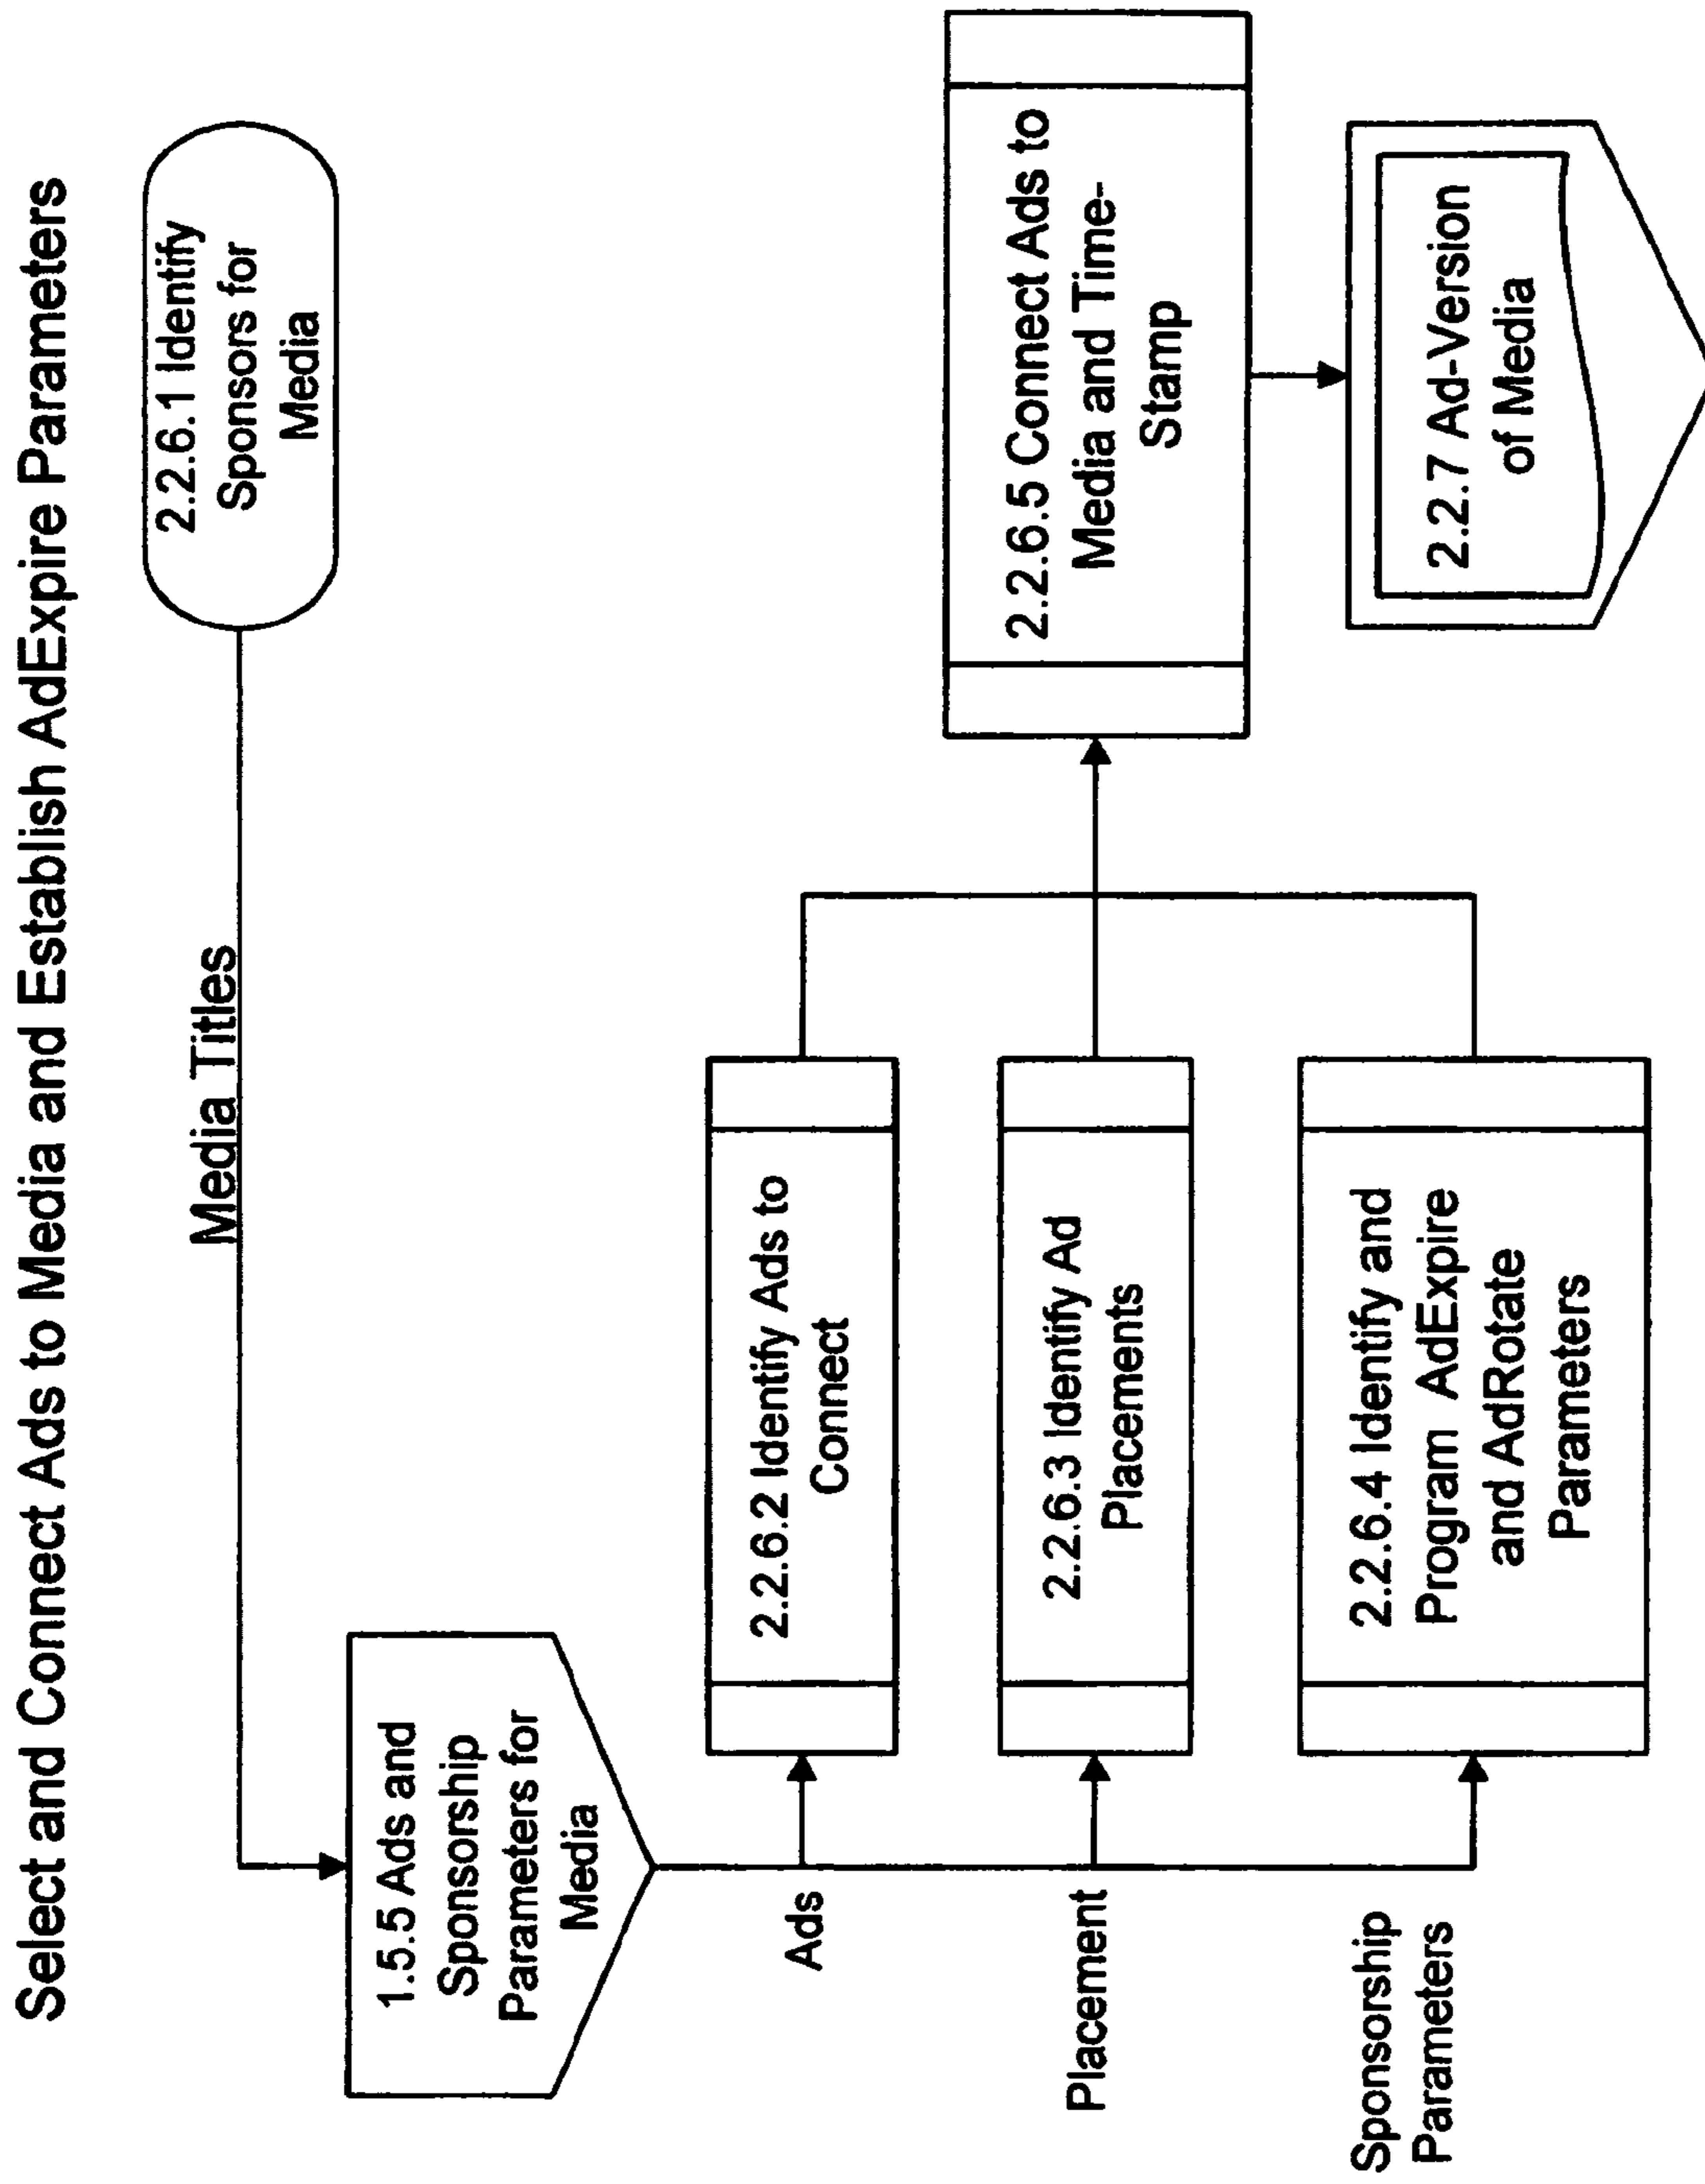 Select and Connect Ads to Media and Establish AdExpire Parameters
2.2.6.1 Identify
Sponsors for
Media
Media Titles
1.5.5 Ads and
Sponsorship
Parameters for
Media
Ads
2.2.6.2 Identify Ads to
Connect
Placement
2.2.6.3 Identify Ad
Placements
Sponsorship
Parameters
2.2.6.4 Identify and
Program AdExpire
and AdRotate
Parameters
2.2.6.5 Connect Ads to
Media and Time-
Stamp
2.2.7 Ad-Version
of Media